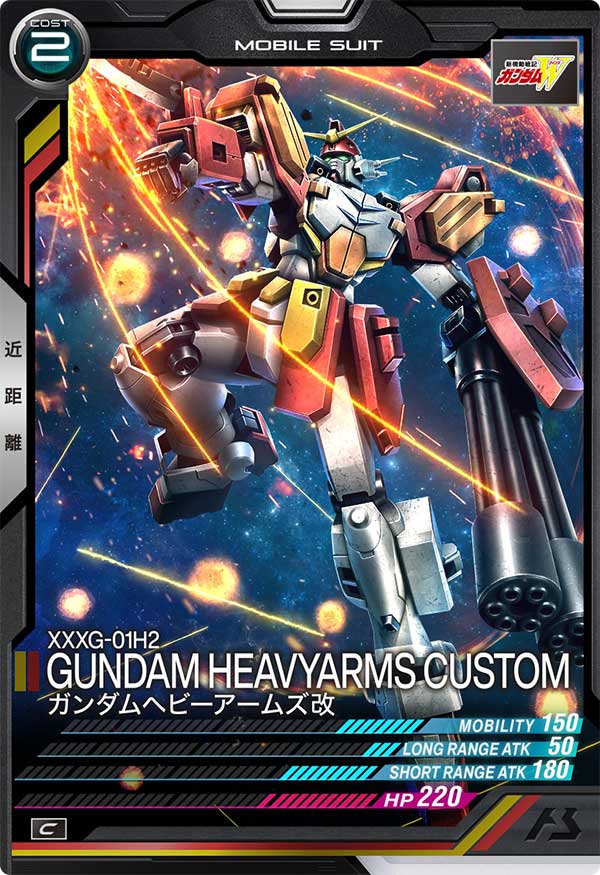 COST
2
MOBILE SUIT
新機動戦記
ガンダムW
近距離
XXXG-01H2
GUNDAM HEAVYARMS CUSTOM
ガンダムヘビーアームズ改
MOBILITY 150
LONG RANGE ATK 50
SHORT RANGE ATK 180
HP 220
C